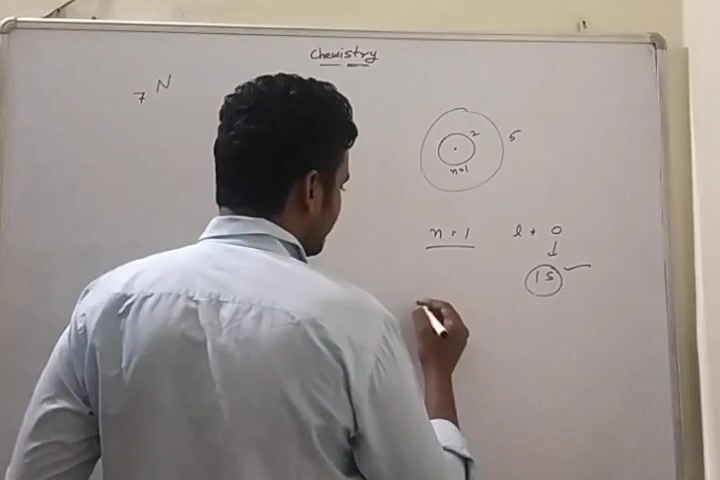 Chemistry
7 N
2
5
n=1
n=1 l = 0
1s